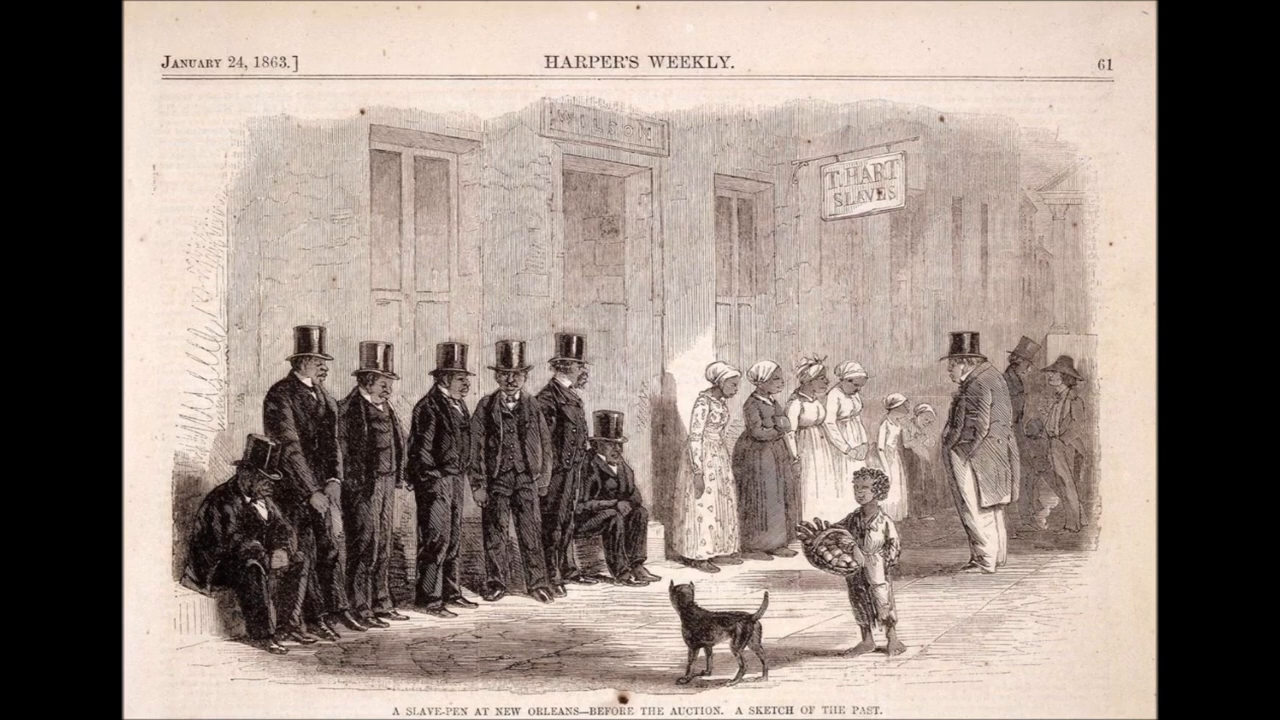 JANUARY 24, 1863.] HARPER'S WEEKLY. 61
WILSON
T. HART
SLAVES
A SLAVE-PEN AT NEW ORLEANS—BEFORE THE AUCTION. A SKETCH OF THE PAST.